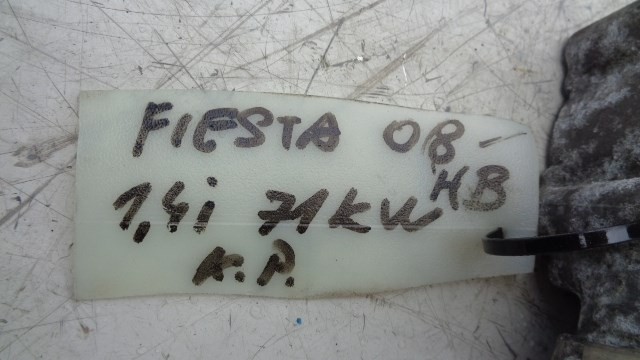 FIESTA 08-
1,4i 71kW HB
K.P.